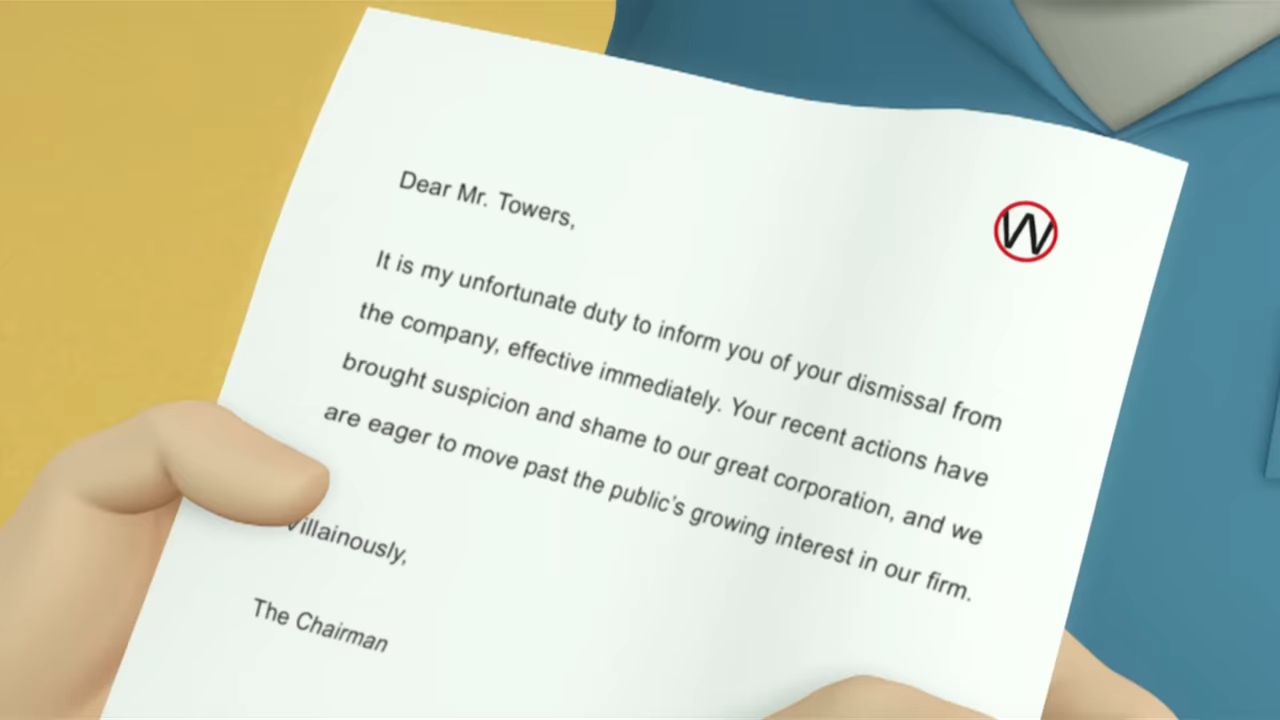 Dear Mr. Towers,
W
It is my unfortunate duty to inform you of your dismissal from
the company, effective immediately. Your recent actions have
brought suspicion and shame to our great corporation, and we
are eager to move past the public's growing interest in our firm.
Villainously,
The Chairman